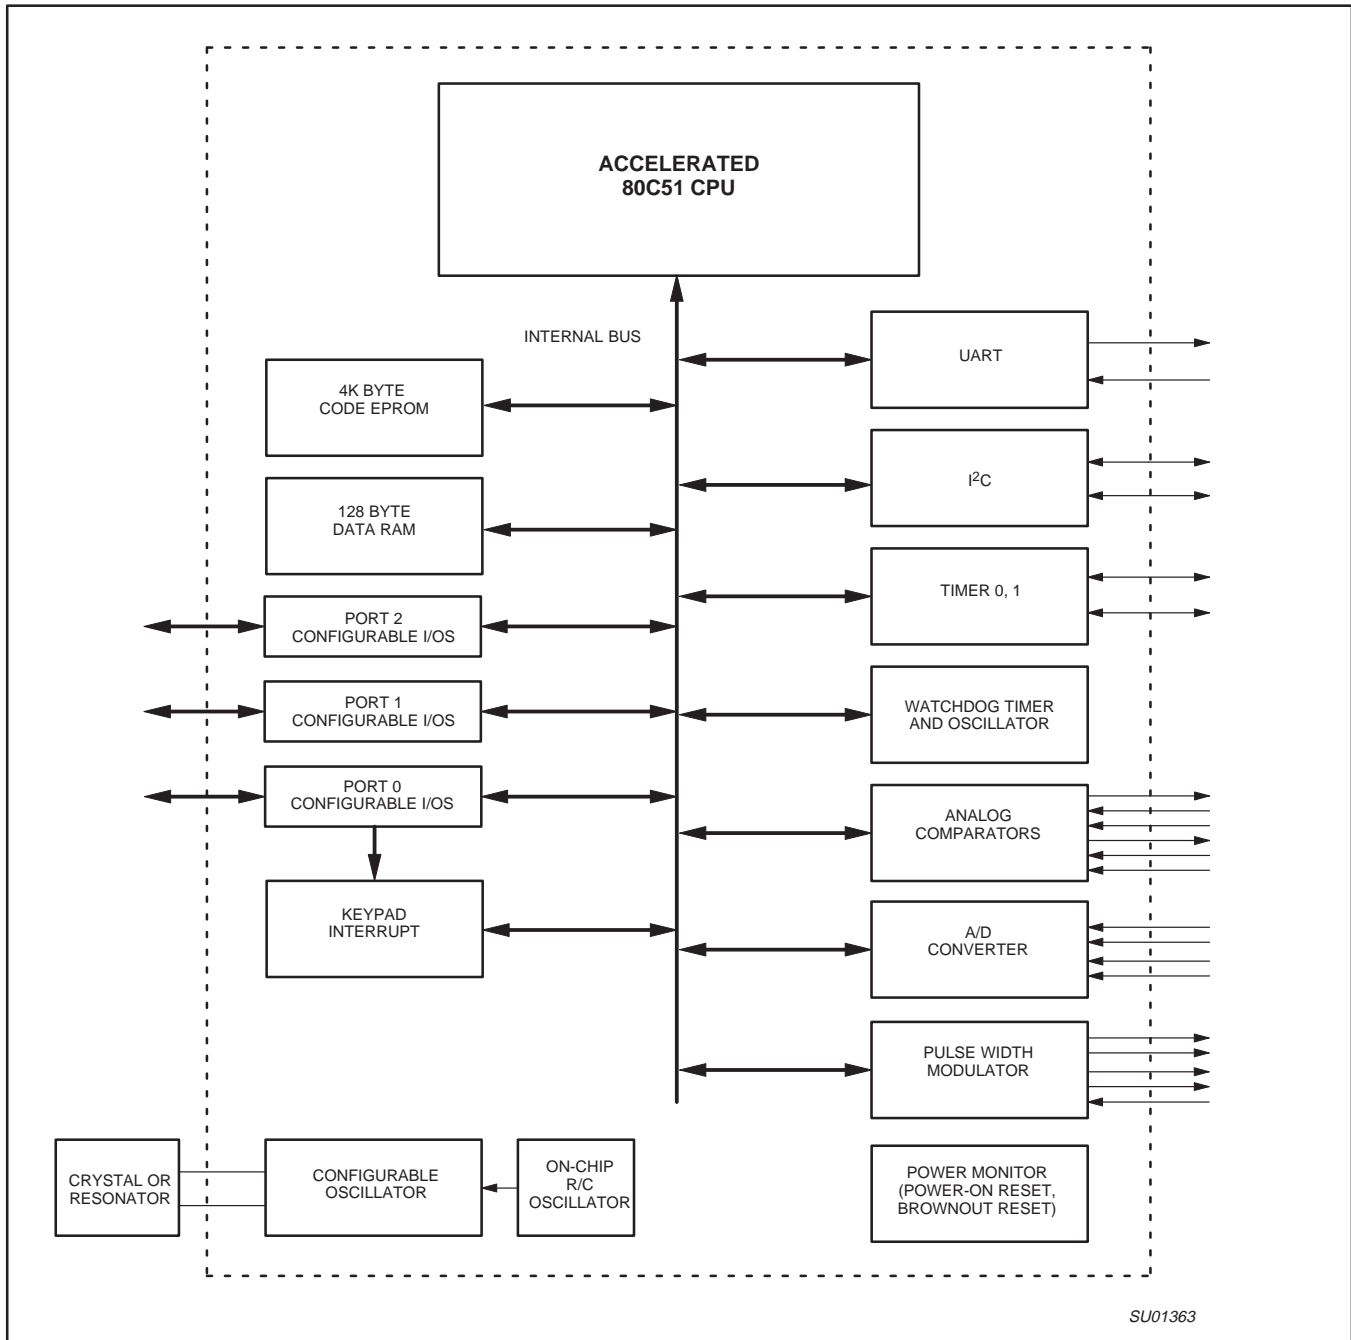 ACCELERATED
80C51 CPU
INTERNAL BUS
4K BYTE
CODE EPROM
128 BYTE
DATA RAM
PORT 2
CONFIGURABLE I/OS
PORT 1
CONFIGURABLE I/OS
PORT 0
CONFIGURABLE I/OS
KEYPAD
INTERRUPT
UART
I²C
TIMER 0, 1
WATCHDOG TIMER
AND OSCILLATOR
ANALOG
COMPARATORS
A/D
CONVERTER
PULSE WIDTH
MODULATOR
CRYSTAL OR
RESONATOR
CONFIGURABLE
OSCILLATOR
ON-CHIP
R/C
OSCILLATOR
POWER MONITOR
(POWER-ON RESET,
BROWNOUT RESET)
SU01363